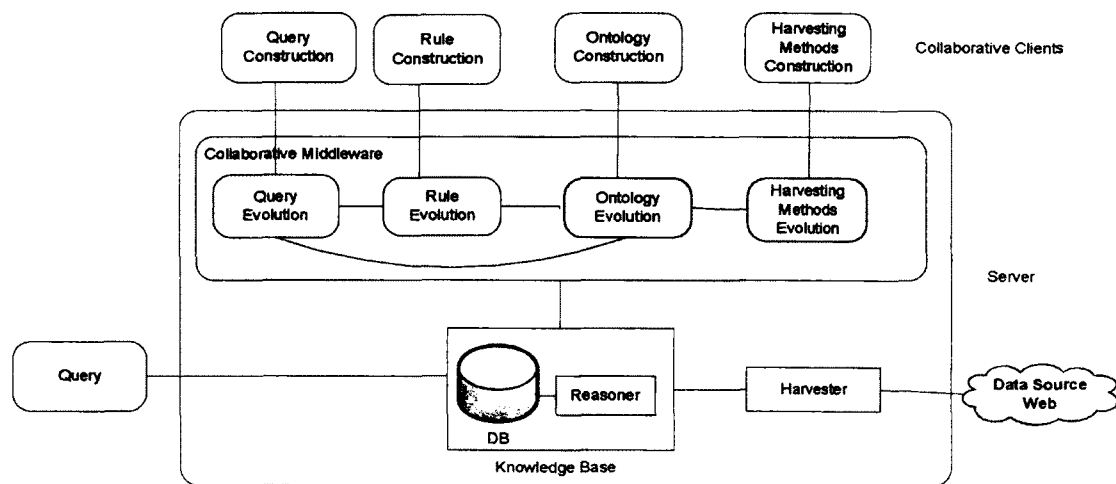 Query
Construction
Rule
Construction
Ontology
Construction
Harvesting
Methods
Construction
Collaborative Clients
Collaborative Middleware
Query
Evolution
Rule
Evolution
Ontology
Evolution
Harvesting
Methods
Evolution
Server
Query
DB
Reasoner
Harvester
Data Source
Web
Knowledge Base